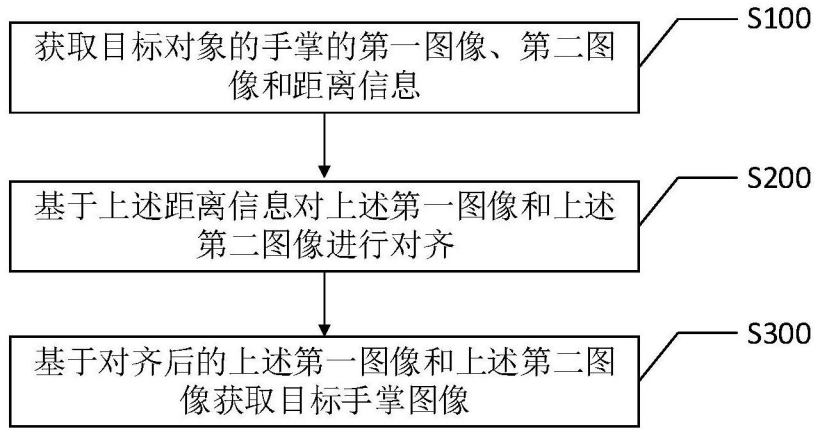 获取目标对象的手掌的第一图像、第二图
像和距离信息
S100
基于上述距离信息对上述第一图像和上述
第二图像进行对齐
S200
基于对齐后的上述第一图像和上述第二图
像获取目标手掌图像
S300